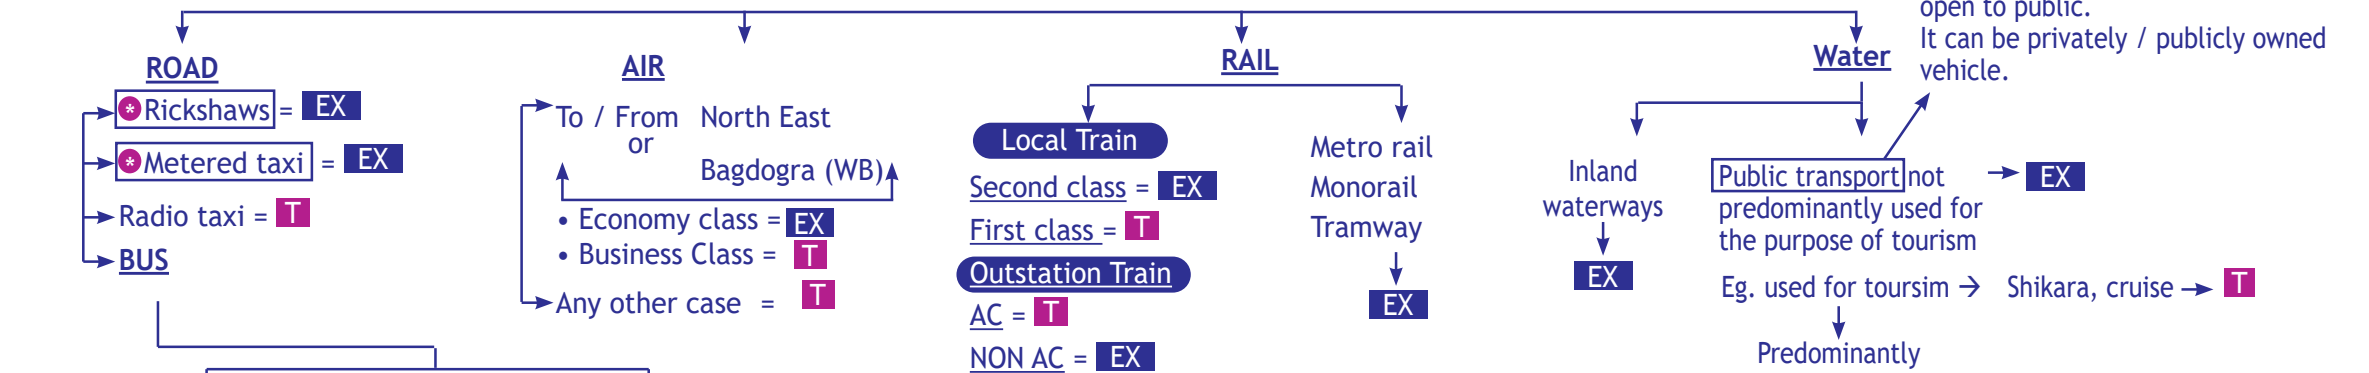 open to public.
It can be privately / publicly owned
vehicle.
ROAD
* Rickshaws = EX
* Metered taxi = EX
Radio taxi = T
BUS
AIR
To / From North East
or
Bagdogra (WB)
• Economy class = EX
• Business Class = T
Any other case = T
RAIL
Local Train
Second class = EX
First class = T
Outstation Train
AC = T
NON AC = EX
Metro rail
Monorail
Tramway
EX
Water
Inland
waterways
EX
Public transport not → EX
predominantly used for
the purpose of tourism
Eg. used for toursim → Shikara, cruise → T
Predominantly